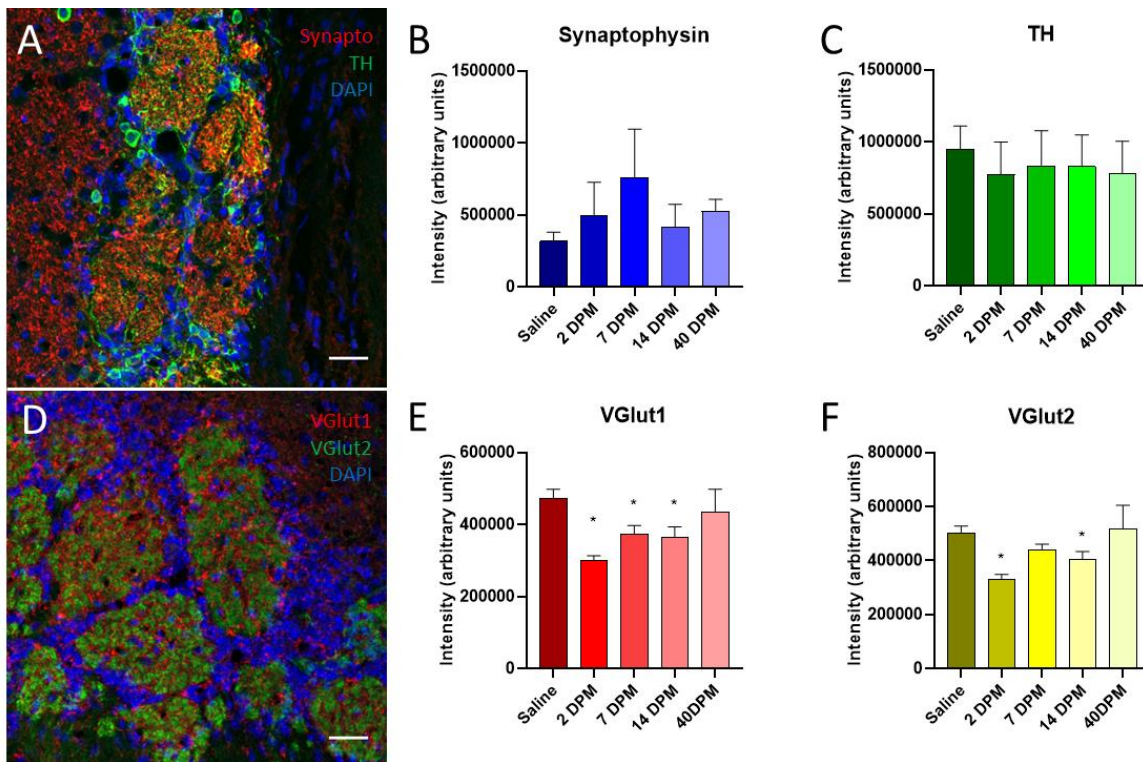 A
Synapto
TH
DAPI
B
Synaptophysin
Intensity (arbitrary units)
1500000
1000000
500000
0
Saline
2 DPM
7 DPM
14 DPM
40 DPM
C
TH
Intensity (arbitrary units)
1500000
1000000
500000
0
Saline
2 DPM
7 DPM
14 DPM
40 DPM
D
VGlut1
VGlut2
DAPI
E
VGlut1
Intensity (arbitrary units)
600000
400000
200000
0
*
*
*
Saline
2 DPM
7 DPM
14 DPM
40DPM
F
VGlut2
Intensity (arbitrary units)
800000
600000
400000
200000
0
*
*
Saline
2 DPM
7 DPM
14 DPM
40DPM